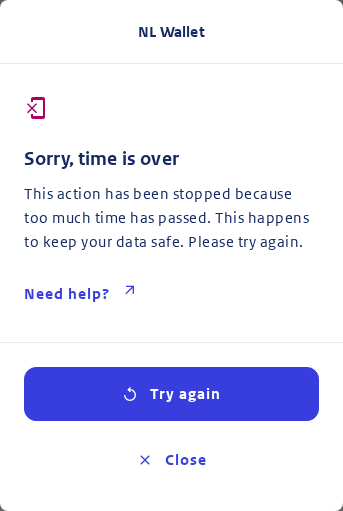 NL Wallet
Sorry, time is over
This action has been stopped because
too much time has passed. This happens
to keep your data safe. Please try again.
Need help?
Try again
Close